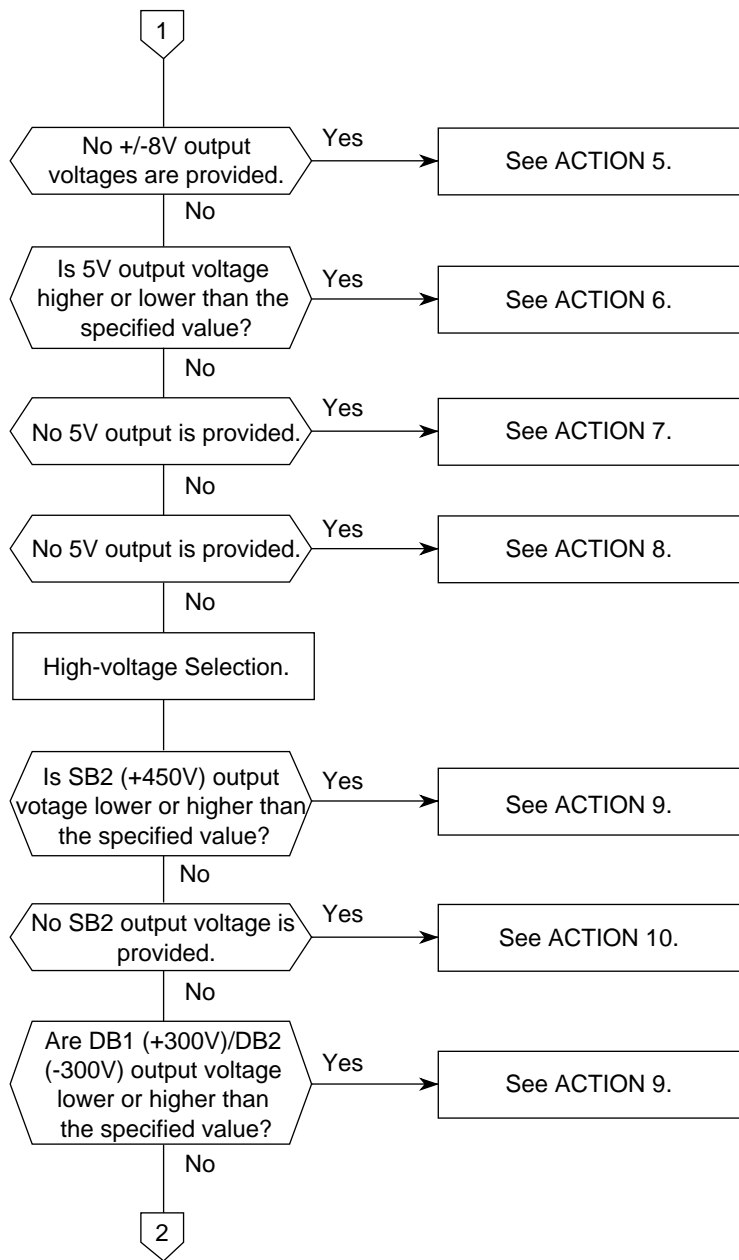 1
No +/-8V output
voltages are provided.
Yes
See ACTION 5.
No
Is 5V output voltage
higher or lower than the
specified value?
Yes
See ACTION 6.
No
No 5V output is provided.
Yes
See ACTION 7.
No
No 5V output is provided.
Yes
See ACTION 8.
No
High-voltage Selection.
Is SB2 (+450V) output
votage lower or higher than
the specified value?
Yes
See ACTION 9.
No
No SB2 output voltage is
provided.
Yes
See ACTION 10.
No
Are DB1 (+300V)/DB2
(-300V) output voltage
lower or higher than
the specified value?
Yes
See ACTION 9.
No
2